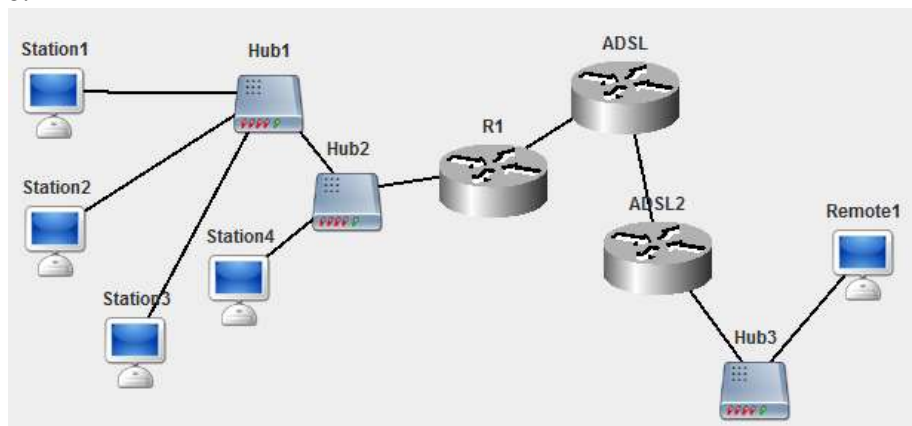 Station1
Hub1
ADSL
R1
Hub2
Station2
ADSL2
Remote1
Station4
Station3
Hub3